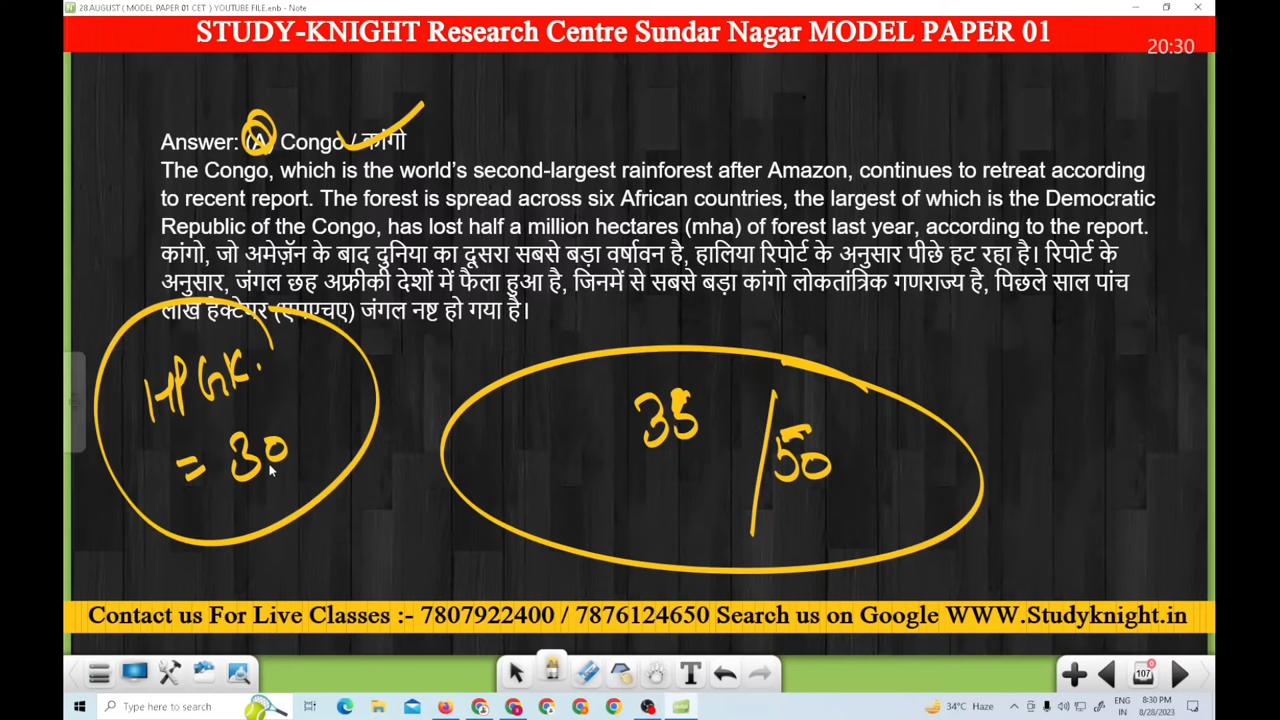 28 AUGUST ( MODEL PAPER 01 CET ) YOUTUBE FILE.enb - Note
STUDY-KNIGHT Research Centre Sundar Nagar MODEL PAPER 01
20:30
Answer: (A) Congo / कांगो
The Congo, which is the world's second-largest rainforest after Amazon, continues to retreat according
to recent report. The forest is spread across six African countries, the largest of which is the Democratic
Republic of the Congo, has lost half a million hectares (mha) of forest last year, according to the report.
कांगो, जो अमेज़ॅन के बाद दुनिया का दूसरा सबसे बड़ा वर्षावन है, हालिया रिपोर्ट के अनुसार पीछे हट रहा है। रिपोर्ट के
अनुसार, जंगल छह अफ्रीकी देशों में फैला हुआ है, जिनमें से सबसे बड़ा कांगो लोकतांत्रिक गणराज्य है, पिछले साल पांच
लाख हेक्टेयर (एमएचए) जंगल नष्ट हो गया है।
HP GK.
= 30
35 / 50
Contact us For Live Classes :- 7807922400 / 7876124650 Search us on Google WWW.Studyknight.in
T
107
0
Type here to search
34°C Haze
ENG
IN
8:30 PM
8/28/2023